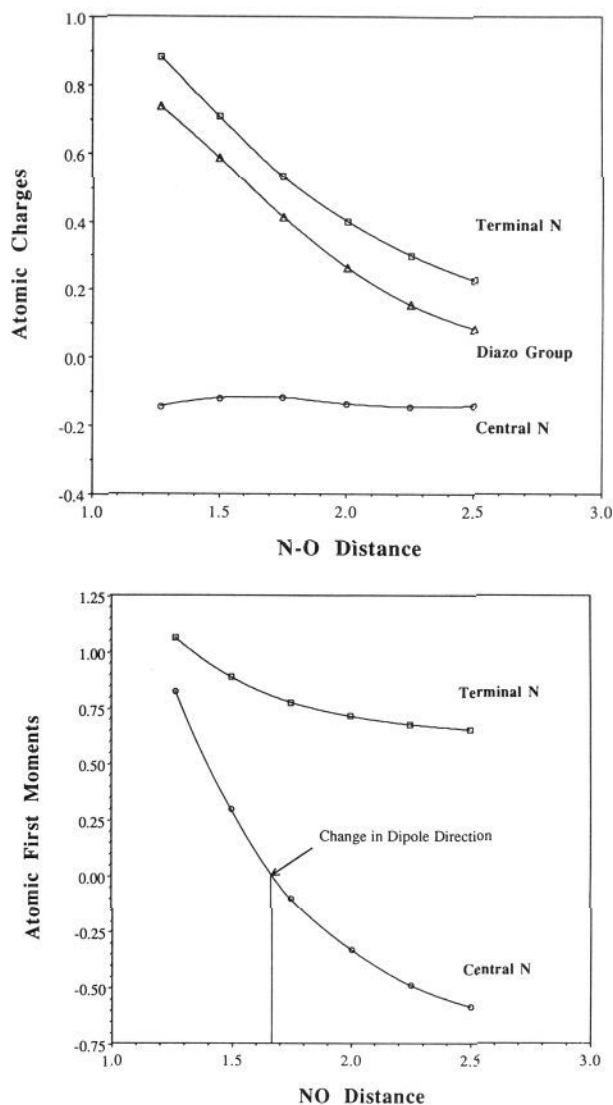 1.0
0.8
0.6
0.4
0.2
0.0
-0.2
-0.4
Atomic Charges
Terminal N
Diazo Group
Central N
1.0 1.5 2.0 2.5 3.0
N-O Distance
1.25
1.00
0.75
0.50
0.25
0.00
-0.25
-0.50
-0.75
Atomic First Moments
Terminal N
Change in Dipole Direction
Central N
1.0 1.5 2.0 2.5 3.0
NO Distance